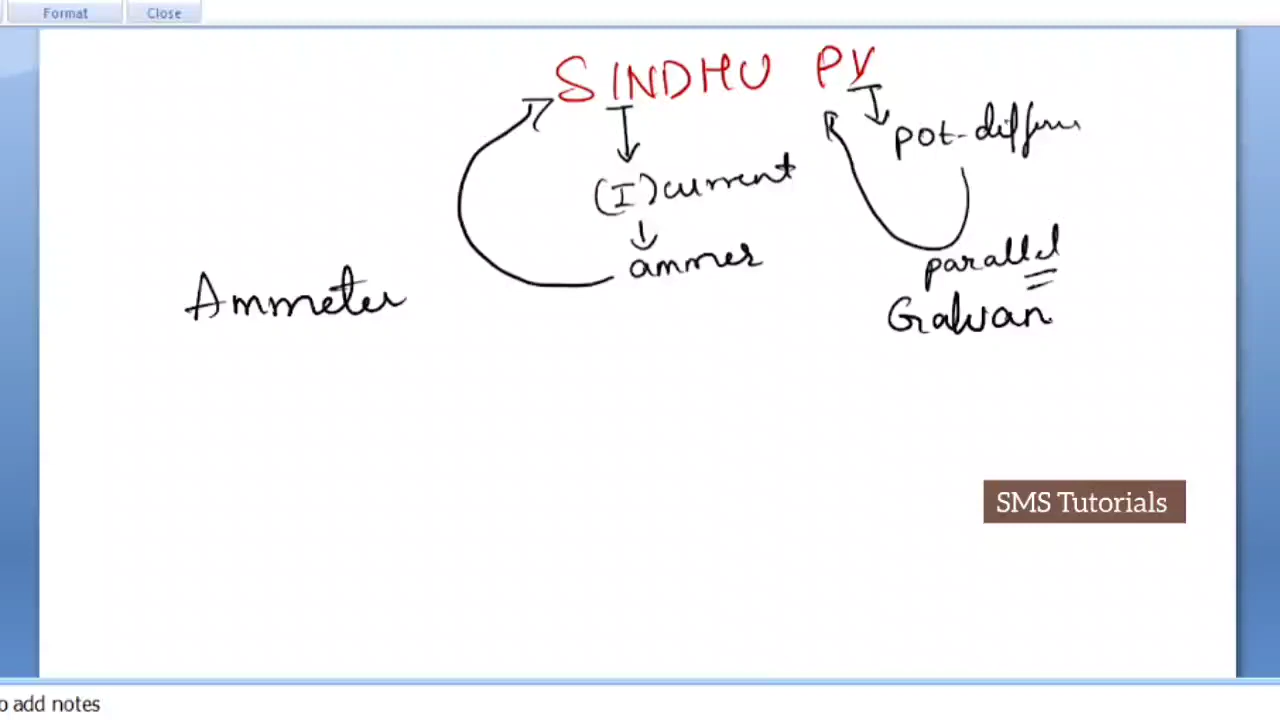 Format Close
SINDHU PV
pot-differ
(I) current
ammer
parallel
Ammeter
Galvan
SMS Tutorials
o add notes